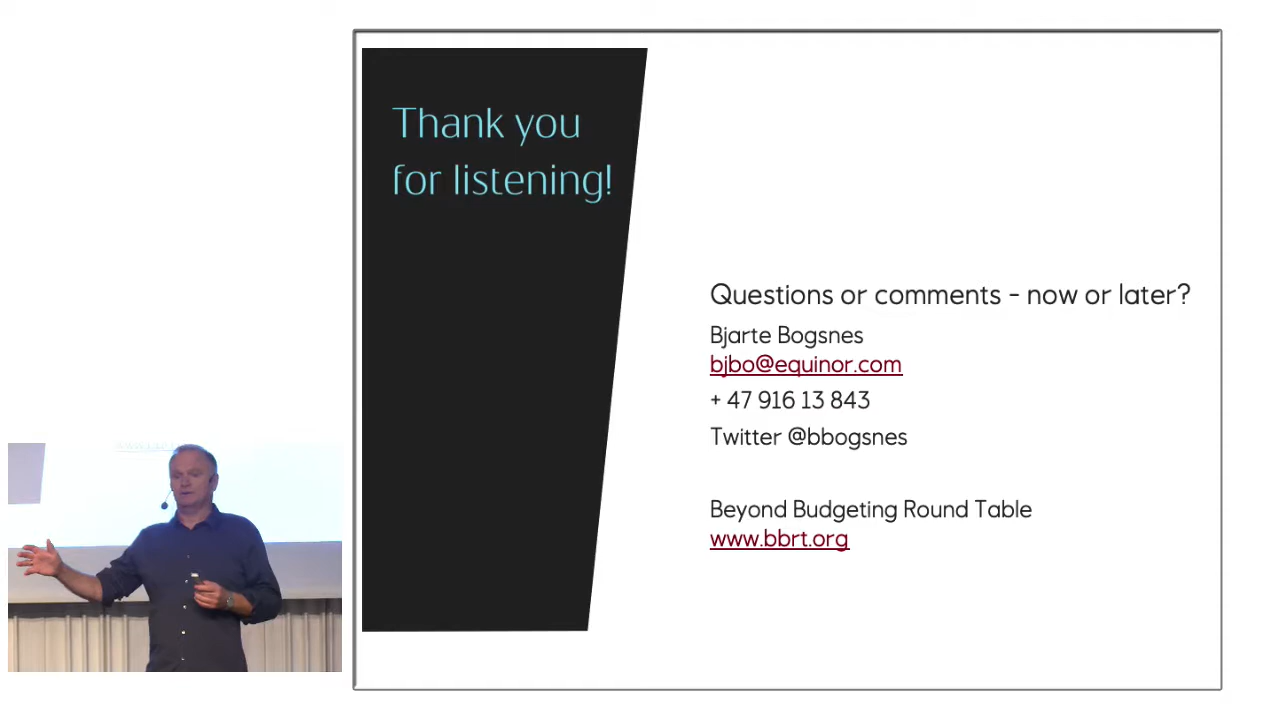 Thank you
for listening!
Questions or comments - now or later?
Bjarte Bogsnes
bjbo@equinor.com
+ 47 916 13 843
Twitter @bbogsnes
Beyond Budgeting Round Table
www.bbrt.org